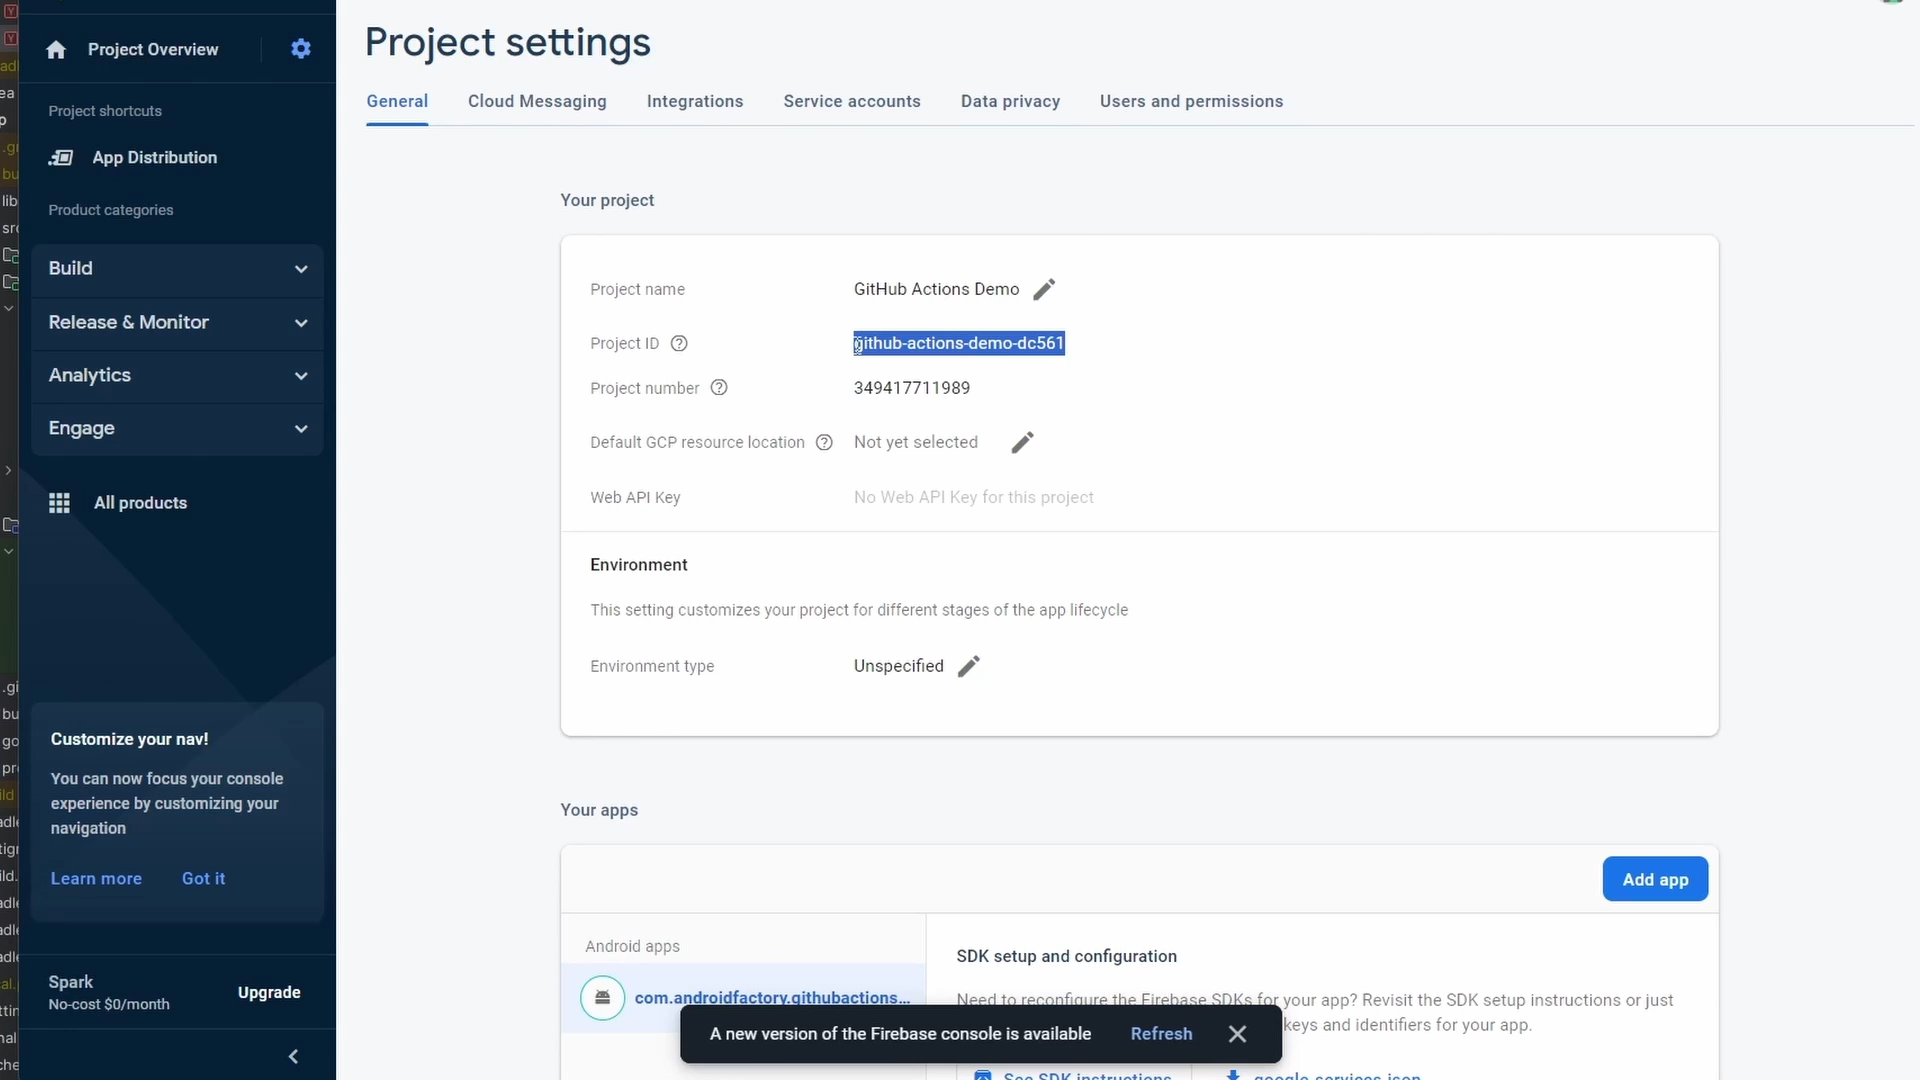 Project Overview
Project shortcuts
App Distribution
Product categories
Build
Release & Monitor
Analytics
Engage
All products
Customize your nav!
You can now focus your console
experience by customizing your
navigation
Learn more
Got it
Spark
No-cost $0/month
Upgrade
Project settings
General
Cloud Messaging
Integrations
Service accounts
Data privacy
Users and permissions
Your project
Project name
GitHub Actions Demo
Project ID
github-actions-demo-dc561
Project number
349417711989
Default GCP resource location
Not yet selected
Web API Key
No Web API Key for this project
Environment
This setting customizes your project for different stages of the app lifecycle
Environment type
Unspecified
Your apps
Add app
Android apps
com.androidfactory.githubactions...
SDK setup and configuration
Need to reconfigure the Firebase SDKs for your app? Revisit the SDK setup instructions or just
keys and identifiers for your app.
A new version of the Firebase console is available
Refresh
See SDK instructions
google-services.json